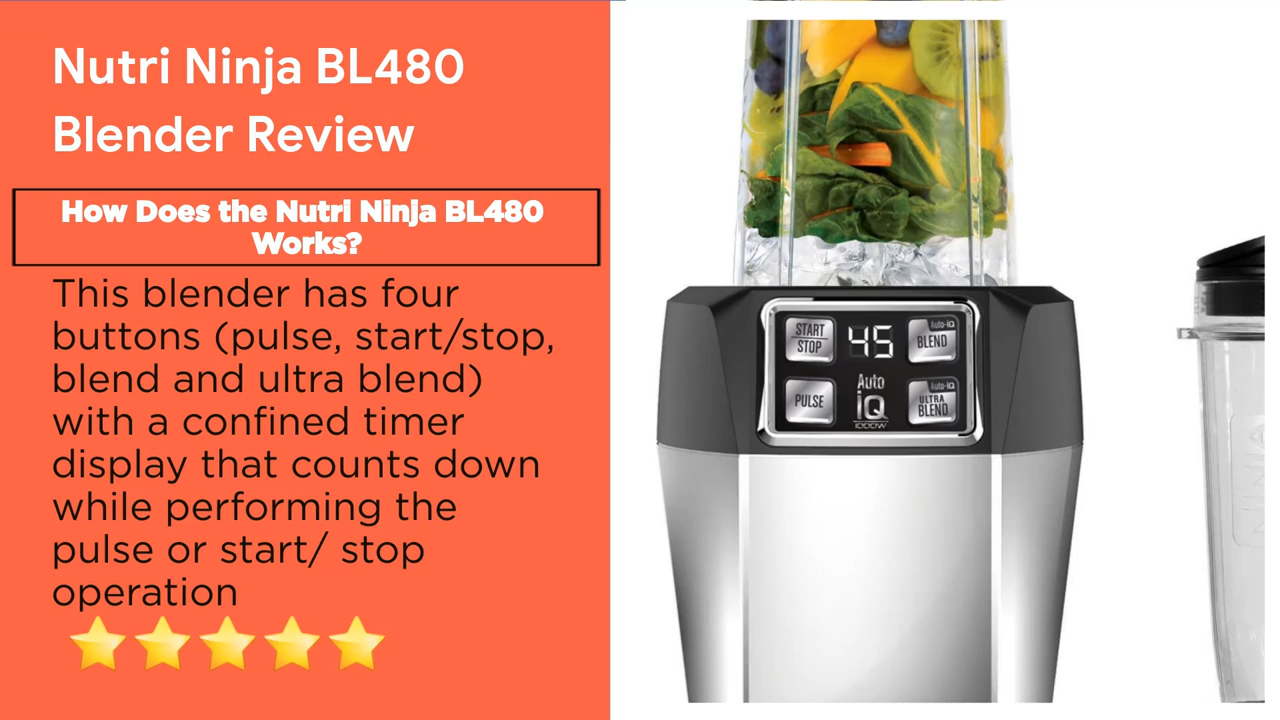 Nutri Ninja BL480
Blender Review
How Does the Nutri Ninja BL480
Works?
This blender has four
buttons (pulse, start/stop,
blend and ultra blend)
with a confined timer
display that counts down
while performing the
pulse or start/ stop
operation
START
STOP
45
Auto-iQ
BLEND
PULSE
Auto
iQ
1000W
Auto-iQ
ULTRA
BLEND
NINJA